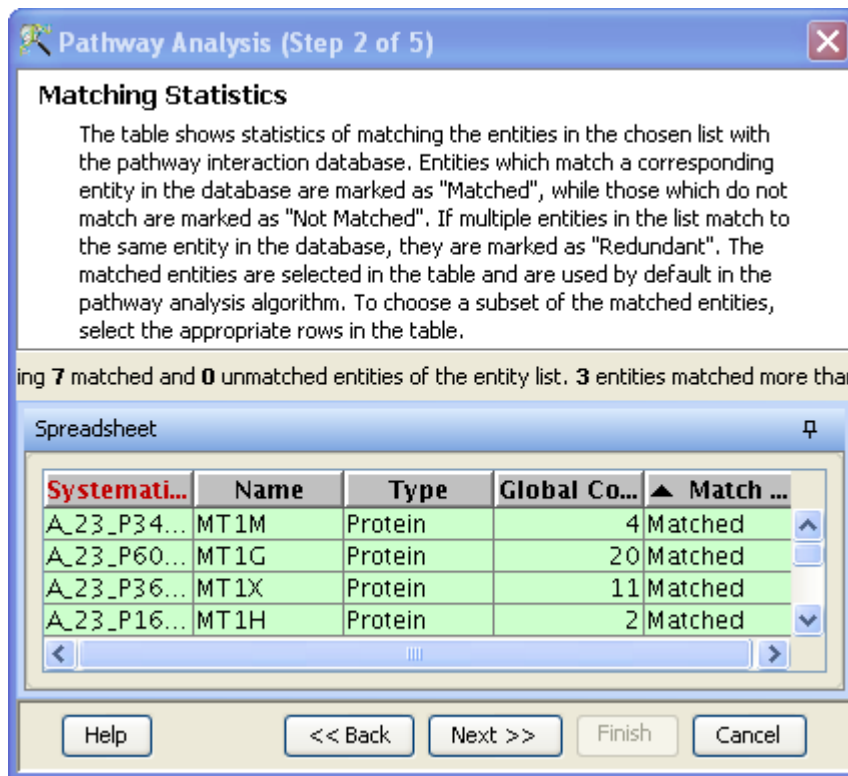 Pathway Analysis (Step 2 of 5)
Matching Statistics
The table shows statistics of matching the entities in the chosen list with
the pathway interaction database. Entities which match a corresponding
entity in the database are marked as "Matched", while those which do not
match are marked as "Not Matched". If multiple entities in the list match to
the same entity in the database, they are marked as "Redundant". The
matched entities are selected in the table and are used by default in the
pathway analysis algorithm. To choose a subset of the matched entities,
select the appropriate rows in the table.
ing 7 matched and 0 unmatched entities of the entity list. 3 entities matched more tha
Spreadsheet
Systemati... Name Type Global Co... ▲ Match ...
A_23_P34... MT1M Protein 4 Matched
A_23_P60... MT1G Protein 20 Matched
A_23_P36... MT1X Protein 11 Matched
A_23_P16... MT1H Protein 2 Matched
Help << Back Next >> Finish Cancel